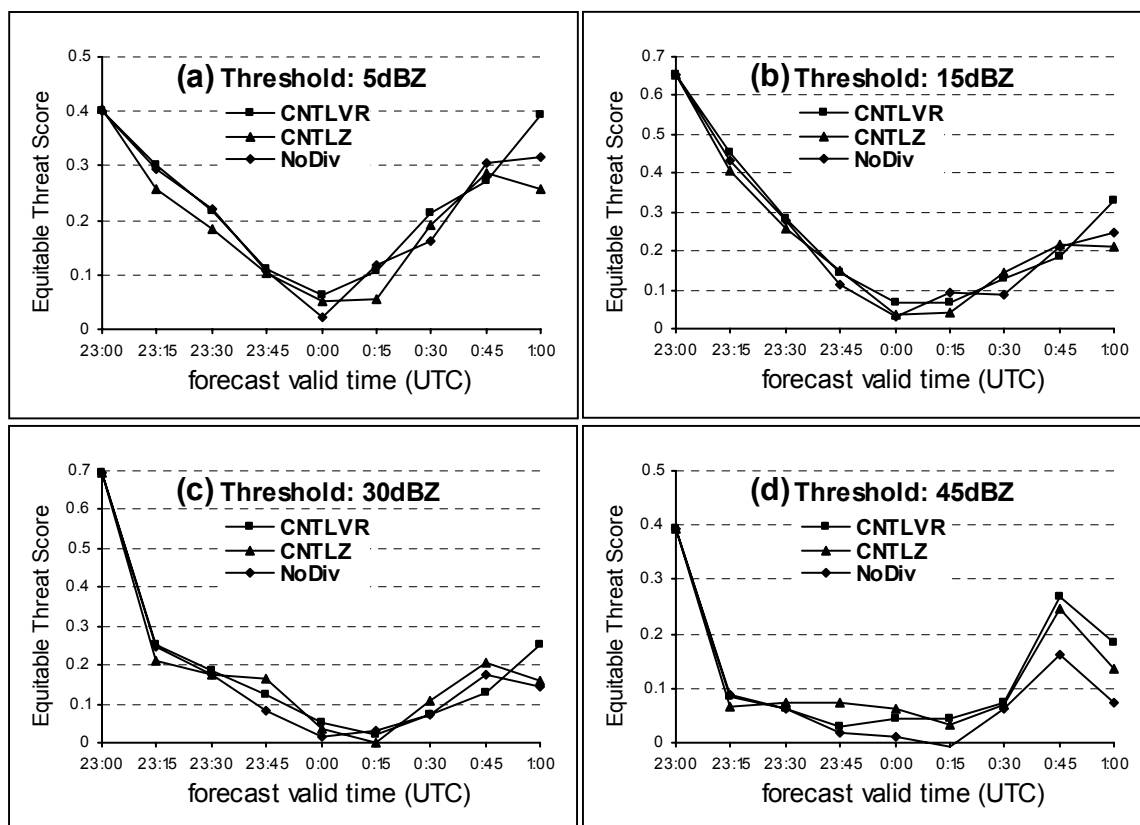 (a) Threshold: 5dBZ
CNTLVR
CNTLZ
NoDiv
Equitable Threat Score
0.5
0.4
0.3
0.2
0.1
0
23:00 23:15 23:30 23:45 0:00 0:15 0:30 0:45 1:00
forecast valid time (UTC)
(b) Threshold: 15dBZ
CNTLVR
CNTLZ
NoDiv
Equitable Threat Score
0.7
0.6
0.5
0.4
0.3
0.2
0.1
0
23:00 23:15 23:30 23:45 0:00 0:15 0:30 0:45 1:00
forecast valid time (UTC)
(c) Threshold: 30dBZ
CNTLVR
CNTLZ
NoDiv
Equitable Threat Score
0.7
0.6
0.5
0.4
0.3
0.2
0.1
0
23:00 23:15 23:30 23:45 0:00 0:15 0:30 0:45 1:00
forecast valid time (UTC)
(d) Threshold: 45dBZ
CNTLVR
CNTLZ
NoDiv
Equitable Threat Score
0.5
0.4
0.3
0.2
0.1
0
23:00 23:15 23:30 23:45 0:00 0:15 0:30 0:45 1:00
forecast valid time (UTC)